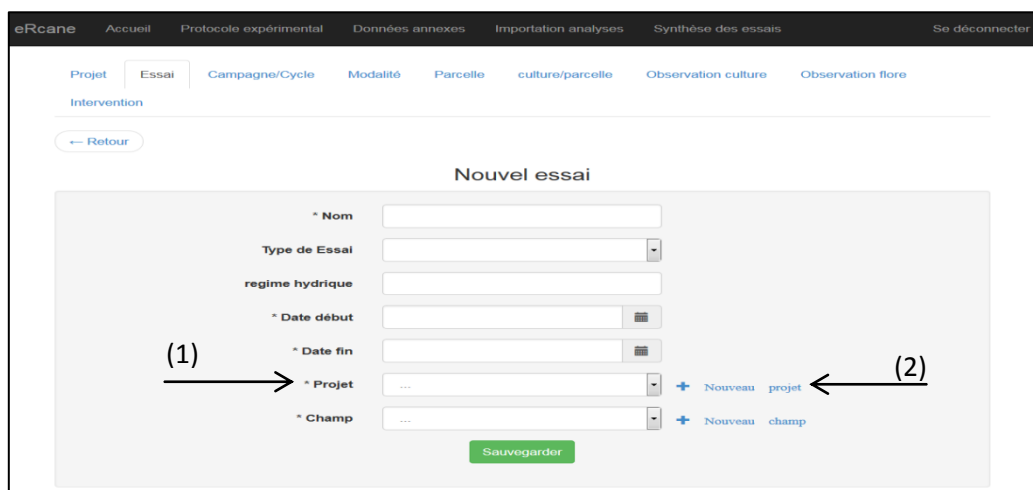 eRcane Accueil Protocole expérimental Données annexes Importation analyses Synthèse des essais Se déconnecter
Projet Essai Campagne/Cycle Modalité Parcelle culture/parcelle Observation culture Observation flore
Intervention
← Retour
Nouvel essai
* Nom
Type de Essai
regime hydrique
* Date début
* Date fin
(1) * Projet ... + Nouveau projet (2)
* Champ ... + Nouveau champ
Sauvegarder